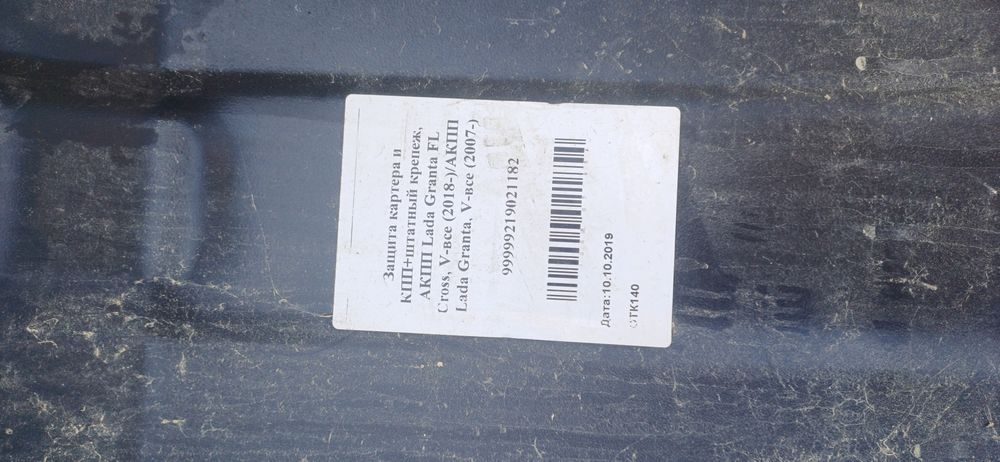 Защита картера и
КПП+штатный крепеж,
АКПП Lada Granta FL
Cross, V-все (2018-)/АКПП
Lada Granta, V-все (2007-)
99999219021182
Дата:10.10.2019
ОТК140